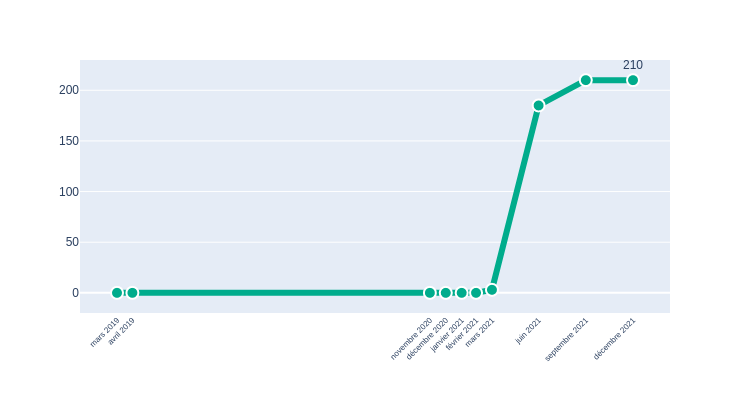 210
200
150
100
50
0
mars 2019
avril 2019
novembre 2020
décembre 2020
janvier 2021
février 2021
mars 2021
juin 2021
septembre 2021
décembre 2021